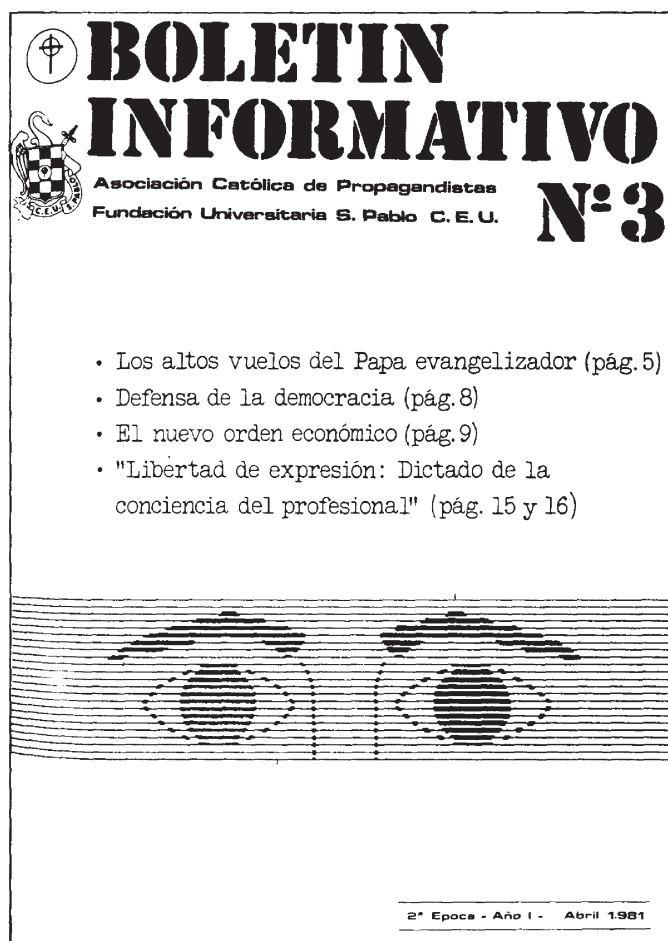 BOLETIN
INFORMATIVO
Asociación Católica de Propagandistas
Fundación Universitaria S. Pablo C. E. U.
Nº 3
• Los altos vuelos del Papa evangelizador (pág. 5)
• Defensa de la democracia (pág. 8)
• El nuevo orden económico (pág. 9)
• "Libertad de expresión: Dictado de la
conciencia del profesional" (pág. 15 y 16)
2ª Epoca - Año I - Abril 1.981